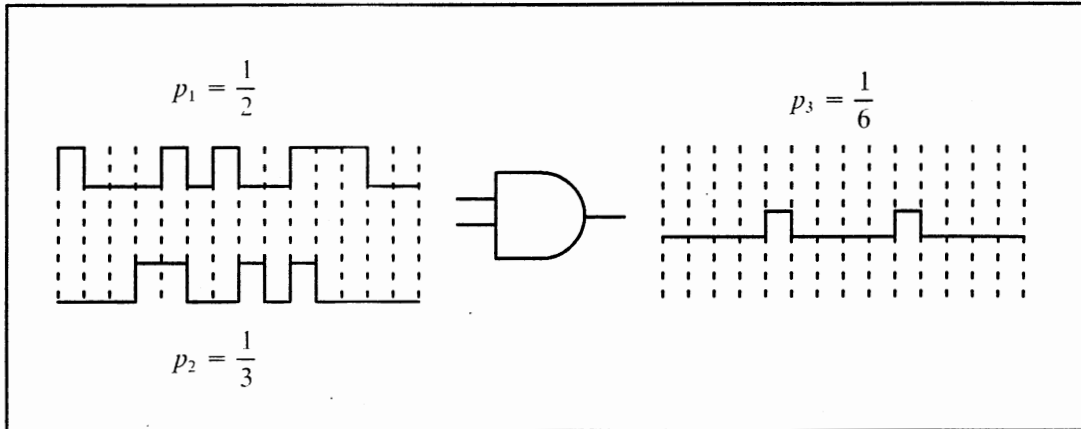 p₁ = 1/2
p₃ = 1/6
p₂ = 1/3